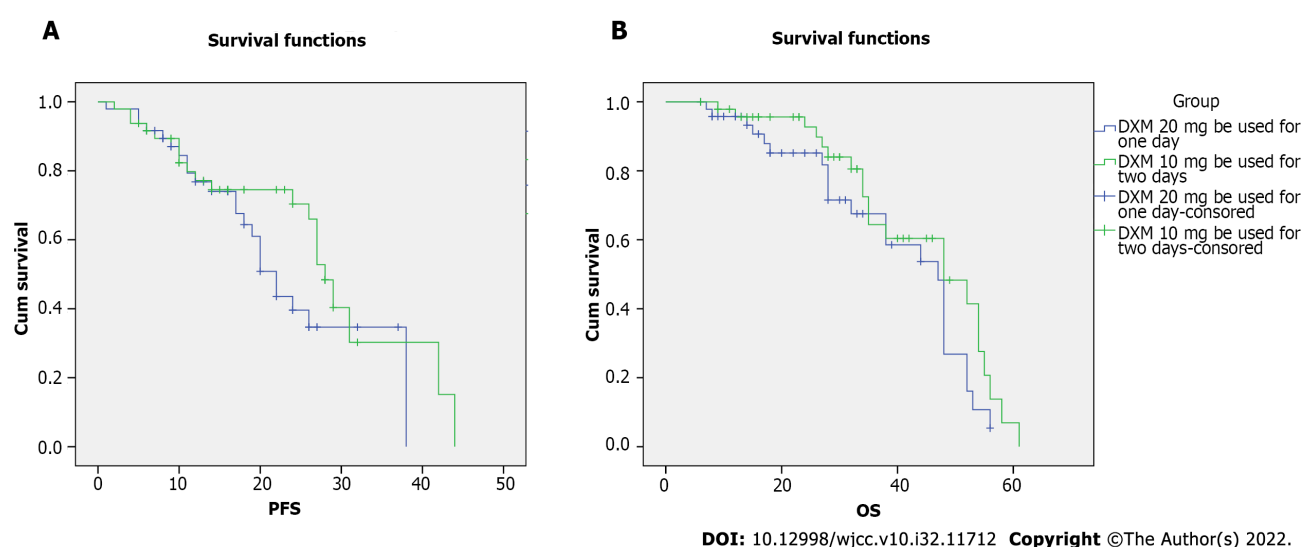 A
Survival functions
1.0
0.8
0.6
0.4
0.2
0.0
Cum survival
0 10 20 30 40 50
PFS
B
Survival functions
1.0
0.8
0.6
0.4
0.2
0.0
Cum survival
0 20 40 60
OS
Group
DXM 20 mg be used for
one day
DXM 10 mg be used for
two days
DXM 20 mg be used for
one day-consored
DXM 10 mg be used for
two days-consored
DOI: 10.12998/wjcc.v10.i32.11712 Copyright ©The Author(s) 2022.